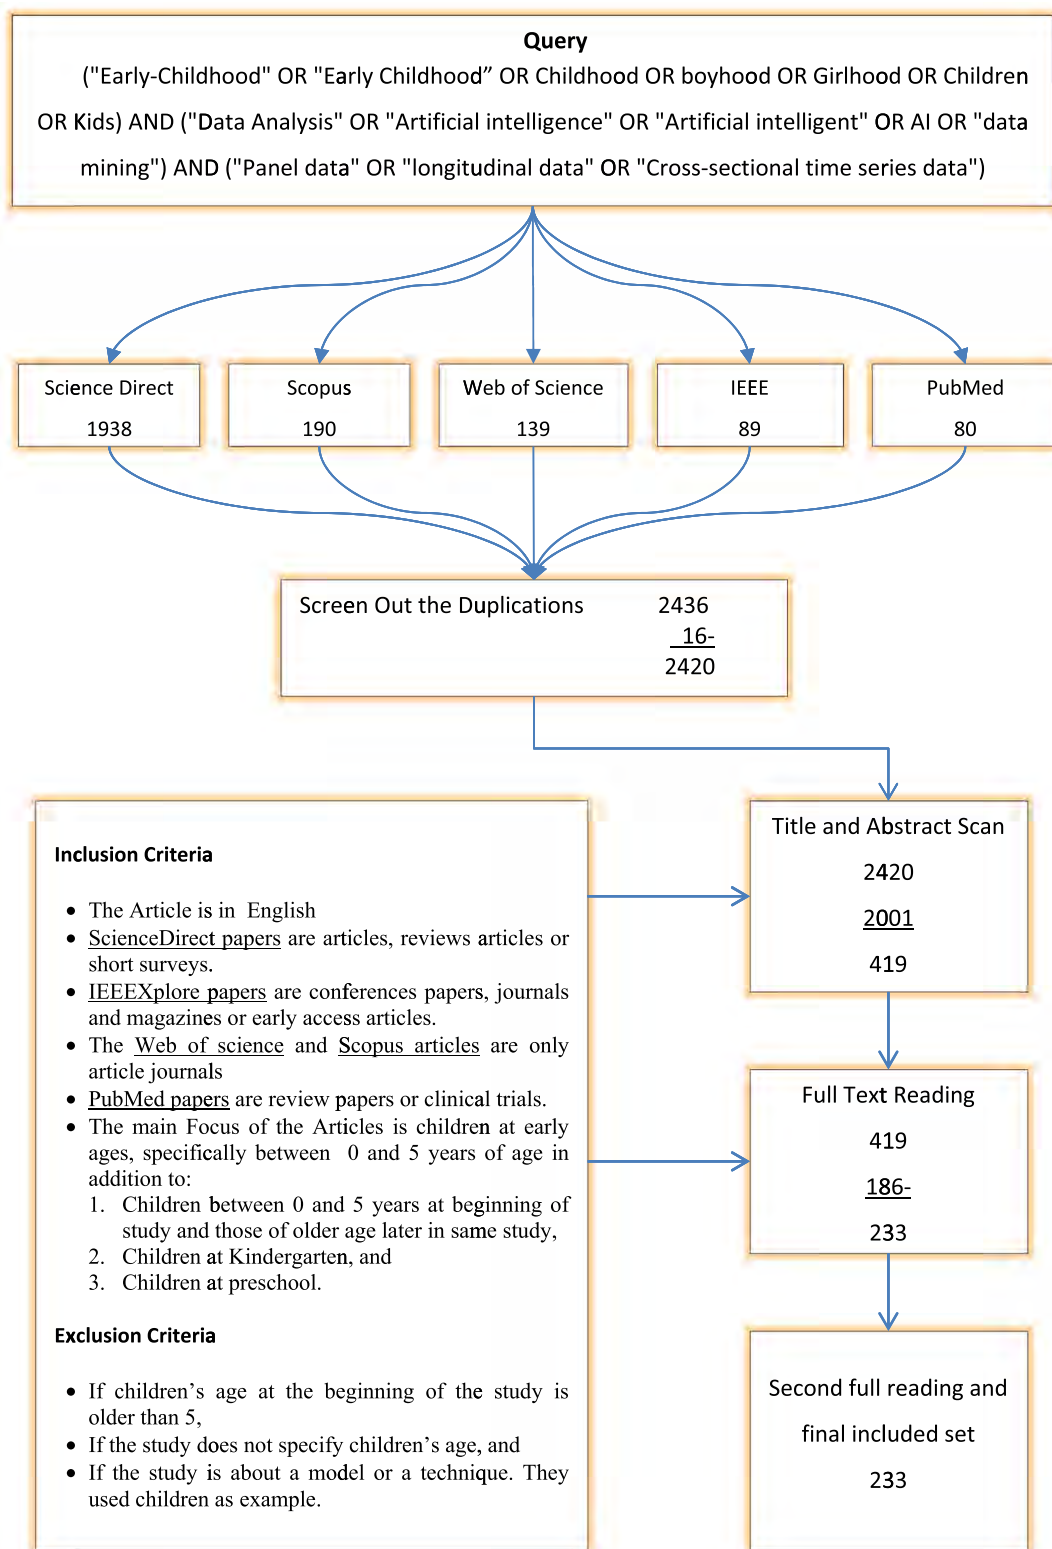 Query
("Early-Childhood" OR "Early Childhood” OR Childhood OR boyhood OR Girlhood OR Children
OR Kids) AND ("Data Analysis" OR "Artificial intelligence" OR "Artificial intelligent" OR AI OR "data
mining") AND ("Panel data" OR "longitudinal data" OR "Cross-sectional time series data")
Science Direct
1938
Scopus
190
Web of Science
139
IEEE
89
PubMed
80
Screen Out the Duplications 2436
16-
2420
Title and Abstract Scan
2420
2001
419
Inclusion Criteria
• The Article is in English
• ScienceDirect papers are articles, reviews articles or
short surveys.
• IEEEXplore papers are conferences papers, journals
and magazines or early access articles.
• The Web of science and Scopus articles are only
article journals
• PubMed papers are review papers or clinical trials.
• The main Focus of the Articles is children at early
ages, specifically between 0 and 5 years of age in
addition to:
1. Children between 0 and 5 years at beginning of
study and those of older age later in same study,
2. Children at Kindergarten, and
3. Children at preschool.
Exclusion Criteria
• If children’s age at the beginning of the study is
older than 5,
• If the study does not specify children’s age, and
• If the study is about a model or a technique. They
used children as example.
Full Text Reading
419
186-
233
Second full reading and
final included set
233